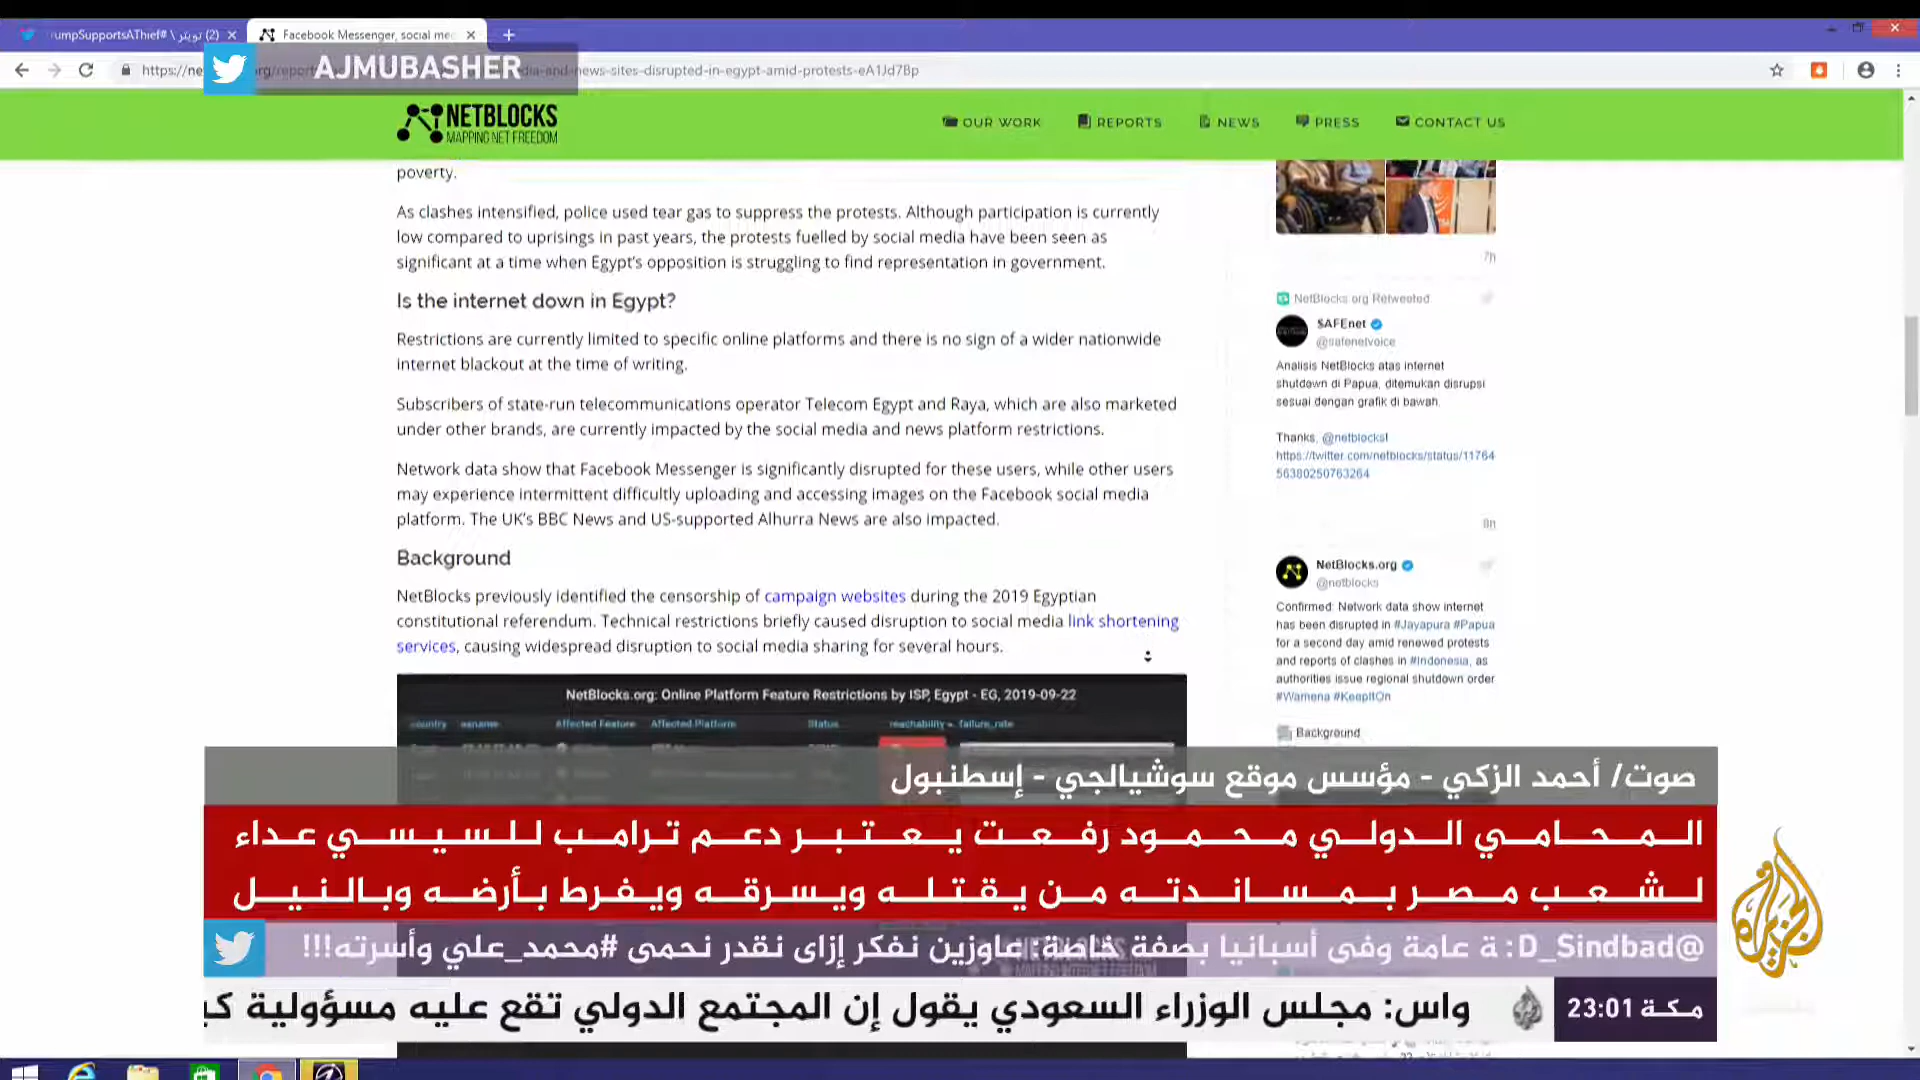 umpSupportsAThief# \ تويتر (2)
Facebook Messenger, social me
https://ne
org/repor
dia-and-news-sites-disrupted-in-egypt-amid-protests-eA1Jd7Bp
AJMUBASHER
NETBLOCKS
MAPPING NET FREEDOM
OUR WORK
REPORTS
NEWS
PRESS
CONTACT US
poverty.
As clashes intensified, police used tear gas to suppress the protests. Although participation is currently
low compared to uprisings in past years, the protests fuelled by social media have been seen as
significant at a time when Egypt's opposition is struggling to find representation in government.
Is the internet down in Egypt?
Restrictions are currently limited to specific online platforms and there is no sign of a wider nationwide
internet blackout at the time of writing.
Subscribers of state-run telecommunications operator Telecom Egypt and Raya, which are also marketed
under other brands, are currently impacted by the social media and news platform restrictions.
Network data show that Facebook Messenger is significantly disrupted for these users, while other users
may experience intermittent difficultly uploading and accessing images on the Facebook social media
platform. The UK's BBC News and US-supported Alhurra News are also impacted.
Background
NetBlocks previously identified the censorship of campaign websites during the 2019 Egyptian
constitutional referendum. Technical restrictions briefly caused disruption to social media link shortening
services, causing widespread disruption to social media sharing for several hours.
NetBlocks.org: Online Platform Feature Restrictions by ISP, Egypt - EG, 2019-09-22
country asname Affected Feature Affected Platform Status reachability failure_rate
7h
NetBlocks.org Retweeted
SAFEnet
@safenetvoice
Analisis NetBlocks atas internet
shutdown di Papua, ditemukan disrupsi
sesuai dengan grafik di bawah.
Thanks, @netblocks!
https://twitter.com/netblocks/status/11764
56380250763264
8h
NetBlocks.org
@netblocks
Confirmed: Network data show internet
has been disrupted in #Jayapura #Papua
for a second day amid renewed protests
and reports of clashes in #Indonesia, as
authorities issue regional shutdown order
#Wamena #KeepItOn
Background
صوت/ أحمد الزكي - مؤسس موقع سوشيالجي - إسطنبول
المحامي الدولي محمود رفعت يعتبر دعم ترامب للسيسي عداء
لشعب مصر بمساندته من يقتله ويسرقه ويفرط بأرضه وبالنيل
@D_Sindbad: ة عامة وفى أسبانيا بصفة خاصة: عاوزين نفكر إزاى نقدر نحمى #محمد_علي وأسرته!!!
واس: مجلس الوزراء السعودي يقول إن المجتمع الدولي تقع عليه مسؤولية كب
مكة 23:01
الجزيرة